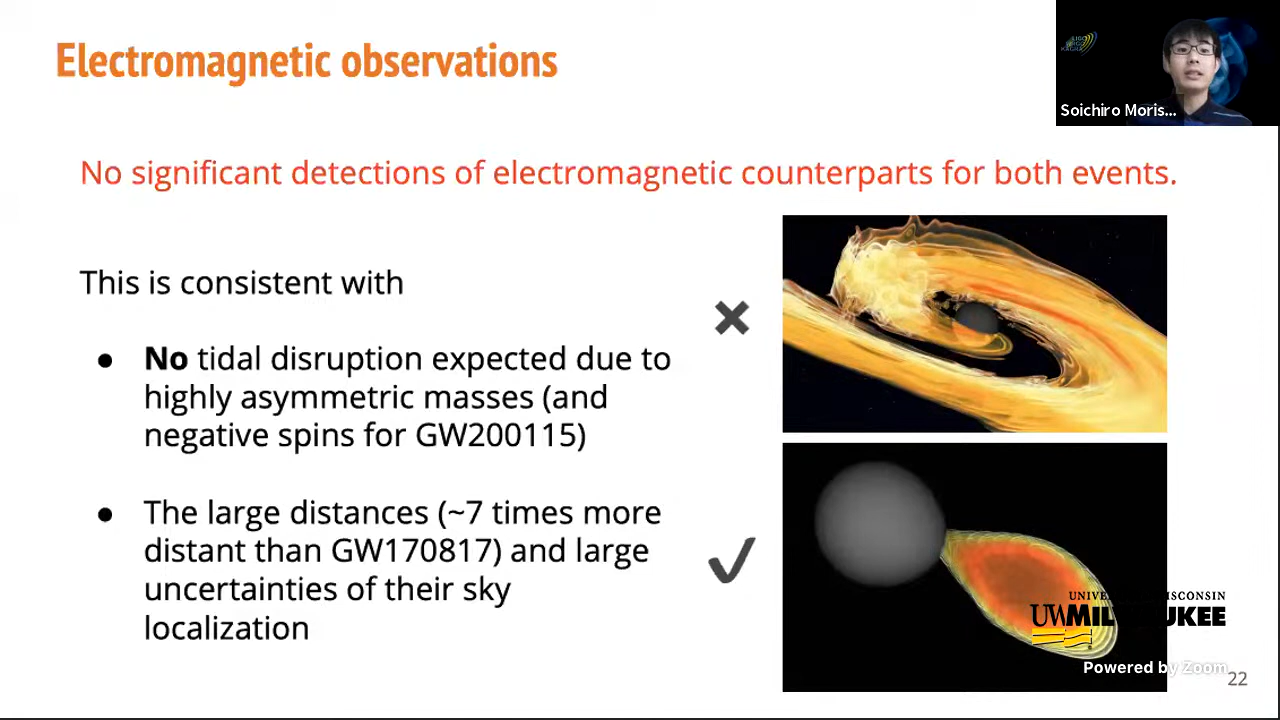 Electromagnetic observations
Soichiro Moris...
No significant detections of electromagnetic counterparts for both events.
This is consistent with
● No tidal disruption expected due to
highly asymmetric masses (and
negative spins for GW200115)
● The large distances (~7 times more
distant than GW170817) and large
uncertainties of their sky
localization
Powered by Zoom
22